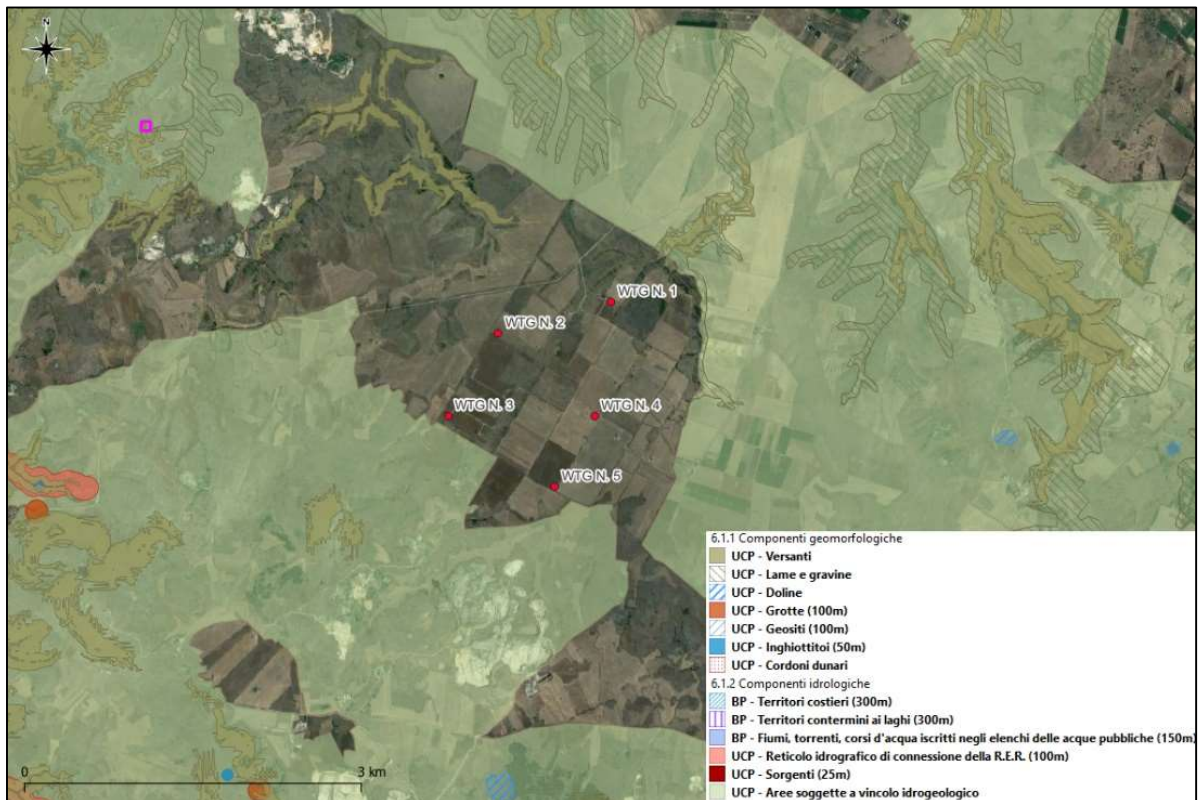 N
WTG N. 1
WTG N. 2
WTG N. 3
WTG N. 4
WTG N. 5
6.1.1 Componenti geomorfologiche
UCP - Versanti
UCP - Lame e gravine
UCP - Doline
UCP - Grotte (100m)
UCP - Geositi (100m)
UCP - Inghiottitoi (50m)
UCP - Cordoni dunari
6.1.2 Componenti idrologiche
BP - Territori costieri (300m)
BP - Territori contermini ai laghi (300m)
BP - Fiumi, torrenti, corsi d'acqua iscritti negli elenchi delle acque pubbliche (150m)
UCP - Reticolo idrografico di connessione della R.E.R. (100m)
UCP - Sorgenti (25m)
UCP - Aree soggette a vincolo idrogeologico
0 3 km